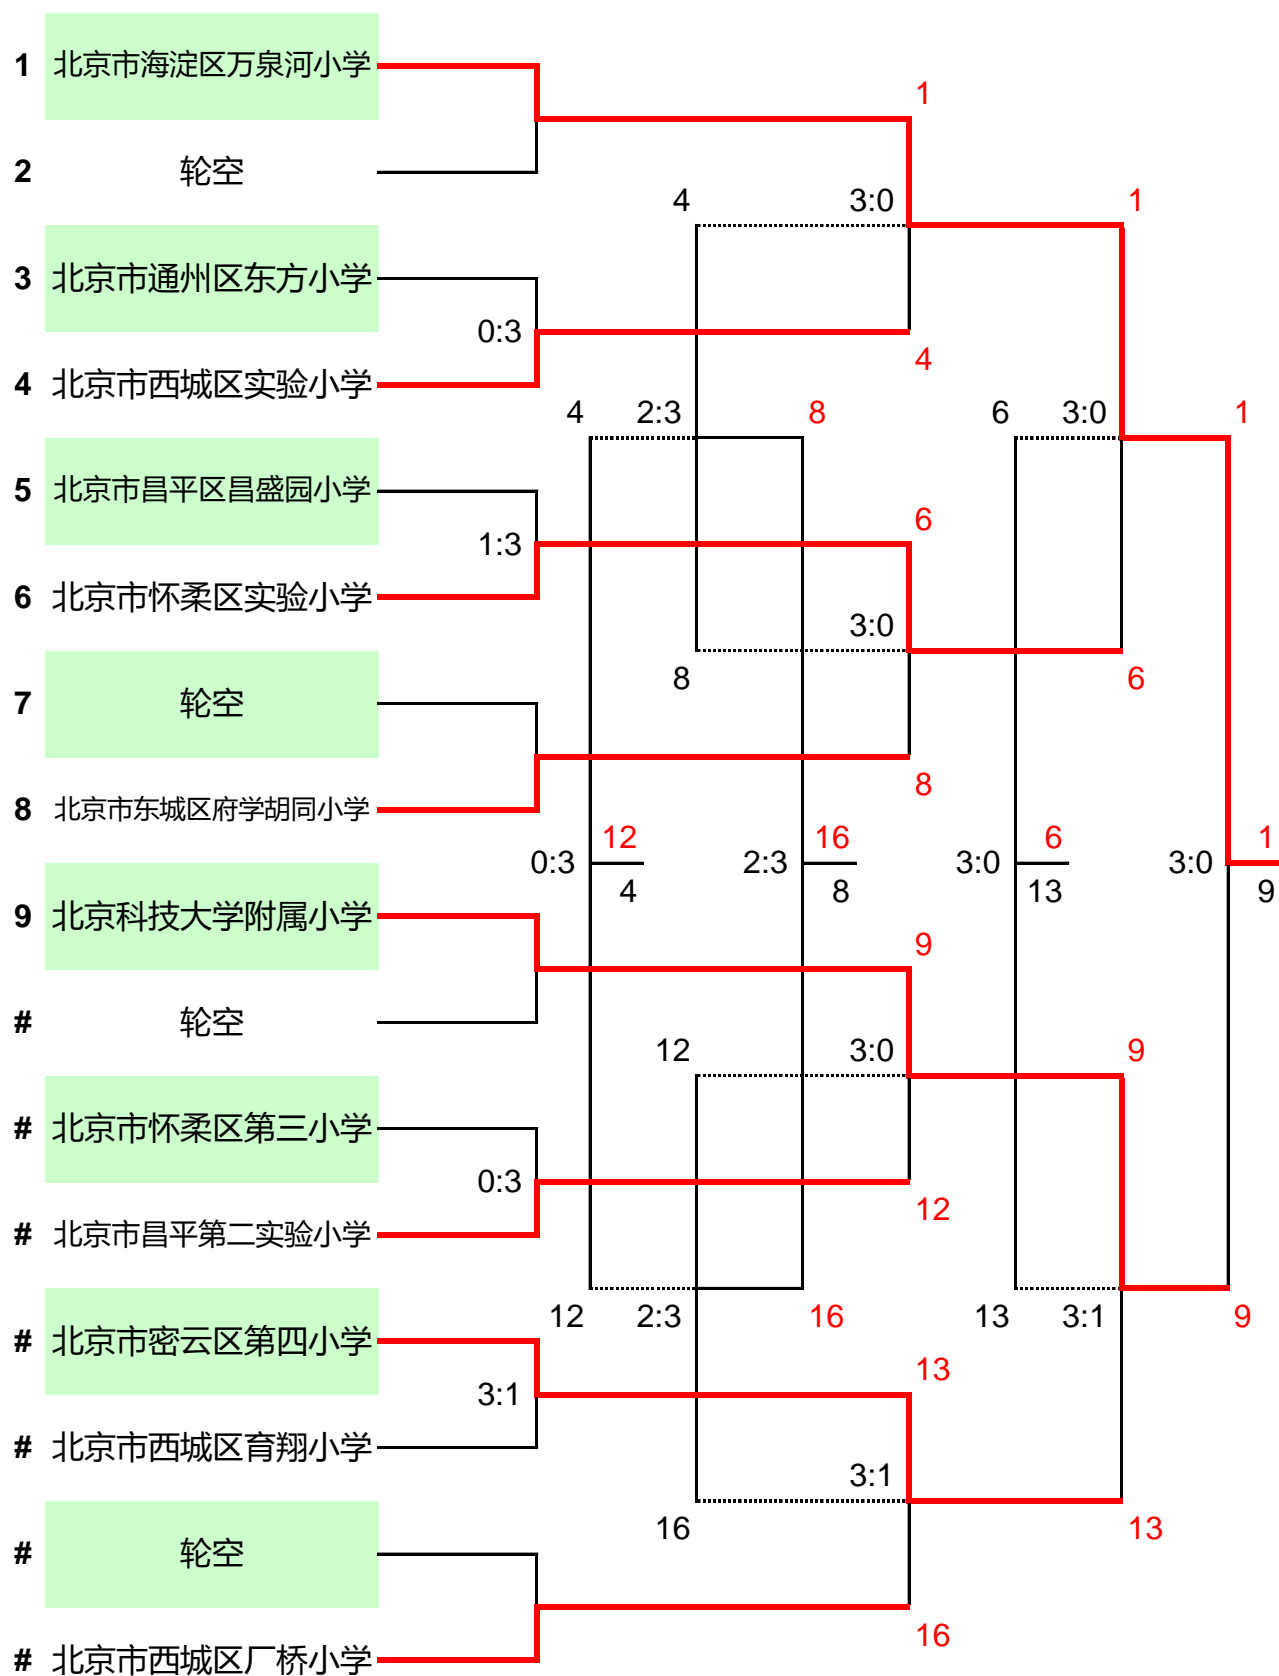 1 北京市海淀区万泉河小学
1
2 轮空
4 3:0 1
3 北京市通州区东方小学
0:3
4
4 北京市西城区实验小学
4 2:3 8 6 3:0 1
5 北京市昌平区昌盛园小学
6
1:3
6 北京市怀柔区实验小学
3:0
8 6
7 轮空
8
8 北京市东城区府学胡同小学
12 16 6 1
0:3 2:3 3:0 3:0
4 8 13 9
9 北京科技大学附属小学
9
# 轮空
12 3:0 9
# 北京市怀柔区第三小学
0:3
12
# 北京市昌平第二实验小学
12 2:3 16 13 3:1 9
# 北京市密云区第四小学
13
3:1
# 北京市西城区育翔小学
3:1
16 13
# 轮空
16
# 北京市西城区厂桥小学